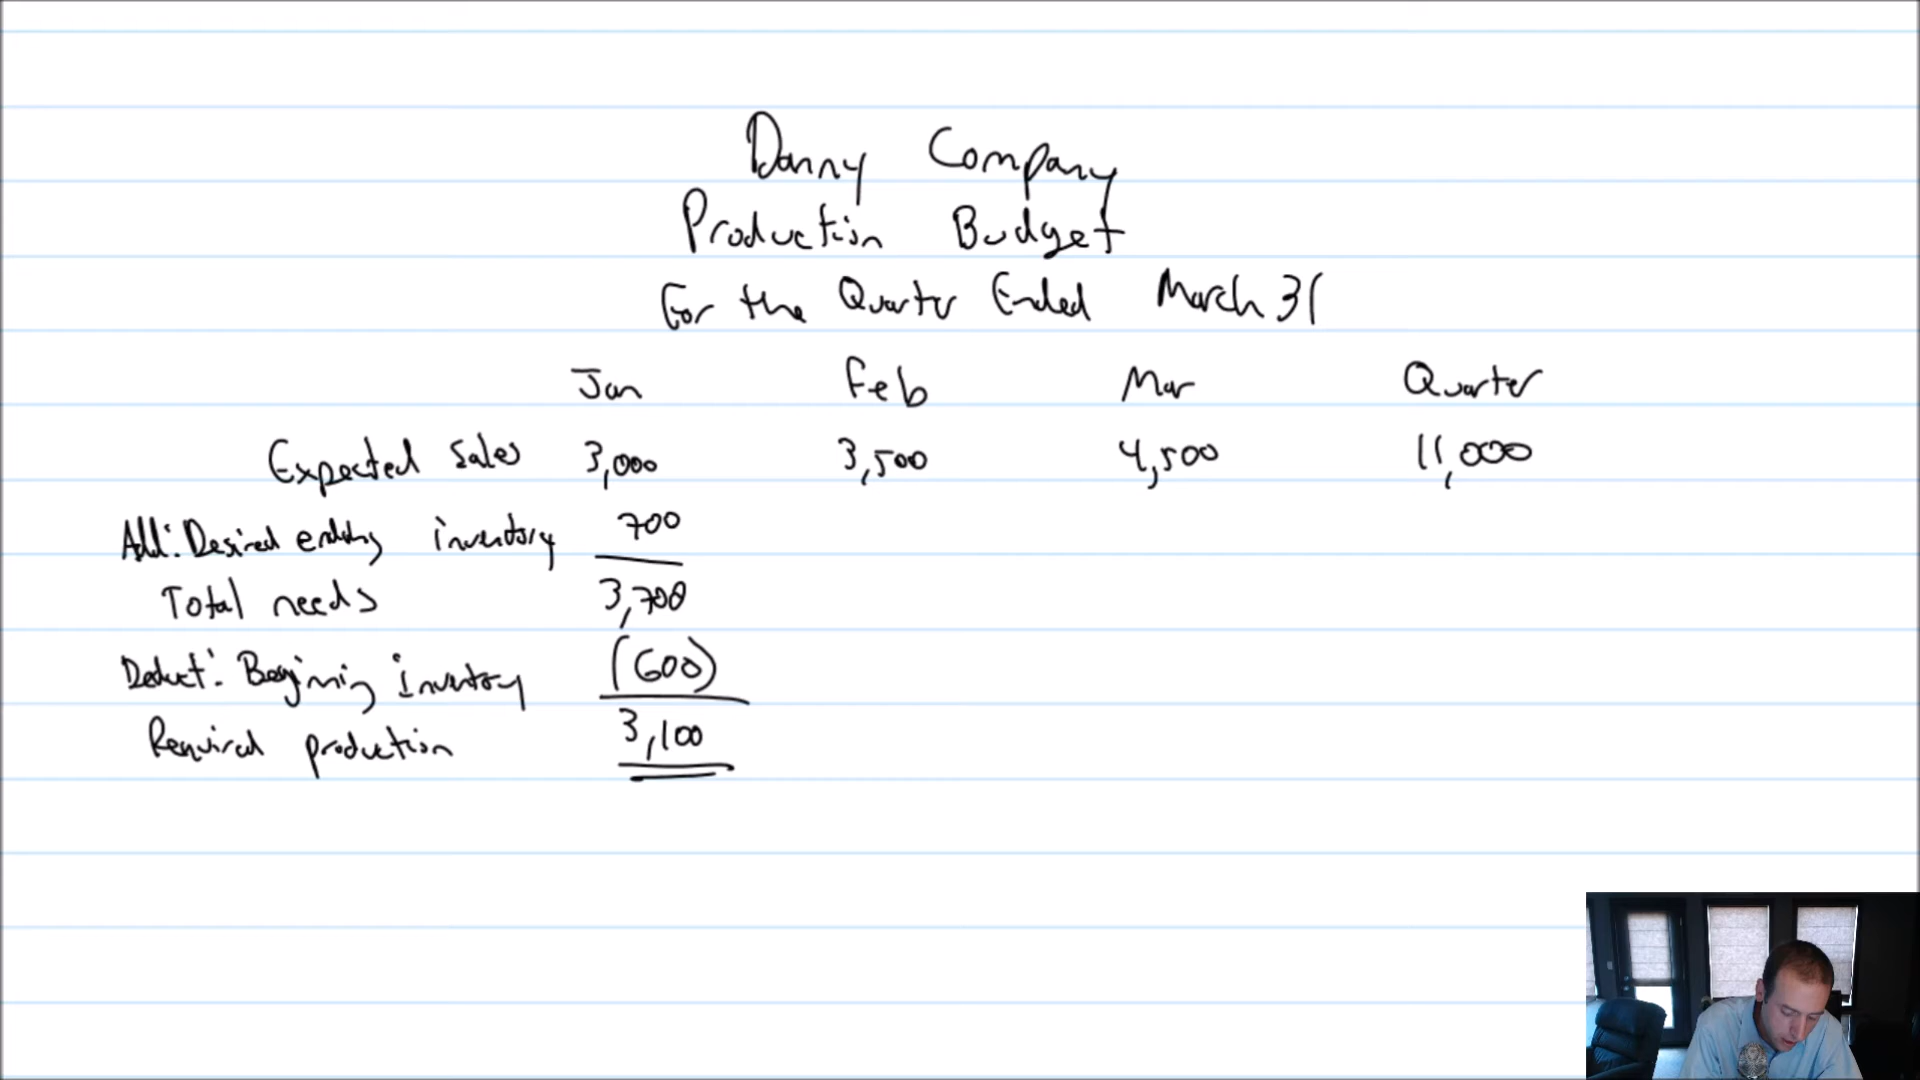 Danny Company
Production Budget
For the Quarter Ended March 31
Jan Feb Mar Quarter
Expected Sales 3,000 3,500 4,500 11,000
Add: Desired ending inventory 700
Total needs 3,700
Deduct: Beginning inventory (600)
Required production 3,100